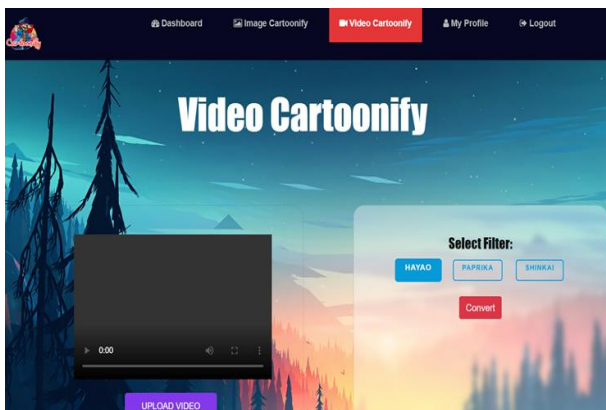 Cartoonify
Dashboard Image Cartoonify Video Cartoonify My Profile Logout
Video Cartoonify
Select Filter:
HAYAO PAPRIKA SHINKAI
Convert
0:00
UPLOAD VIDEO